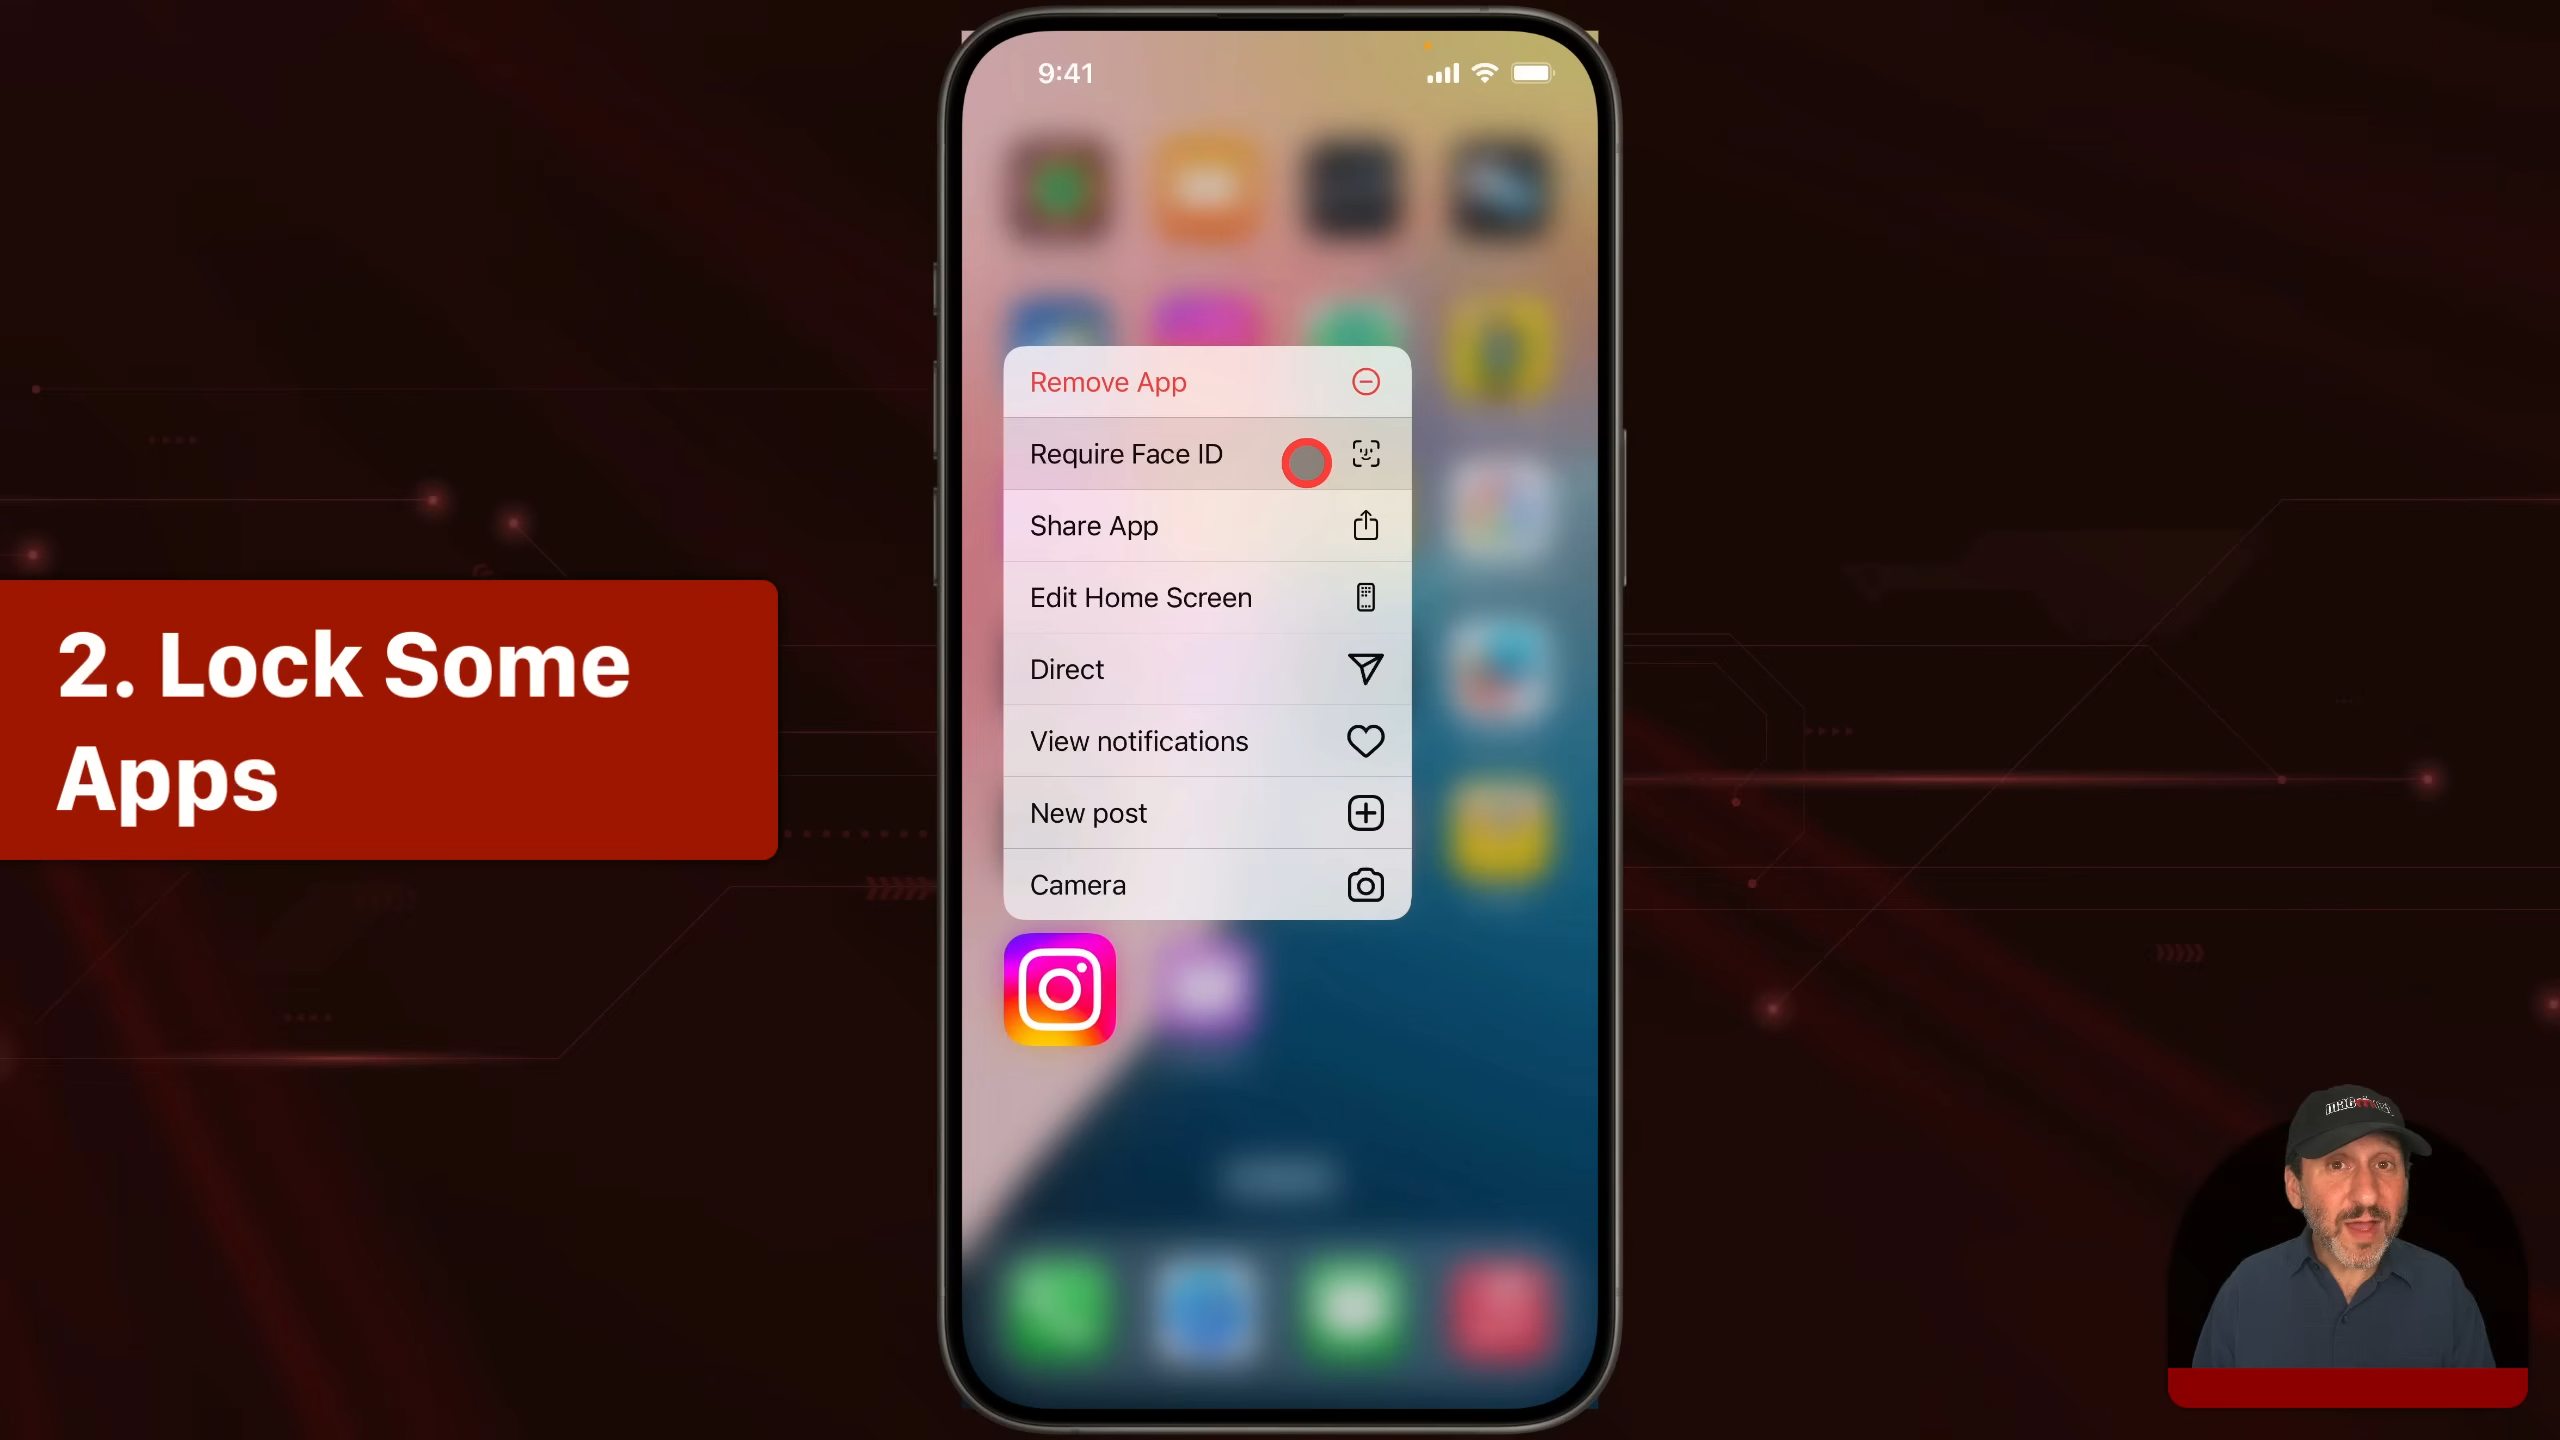 9:41
Remove App
Require Face ID
Share App
Edit Home Screen
2. Lock Some
Apps
Direct
View notifications
New post
Camera